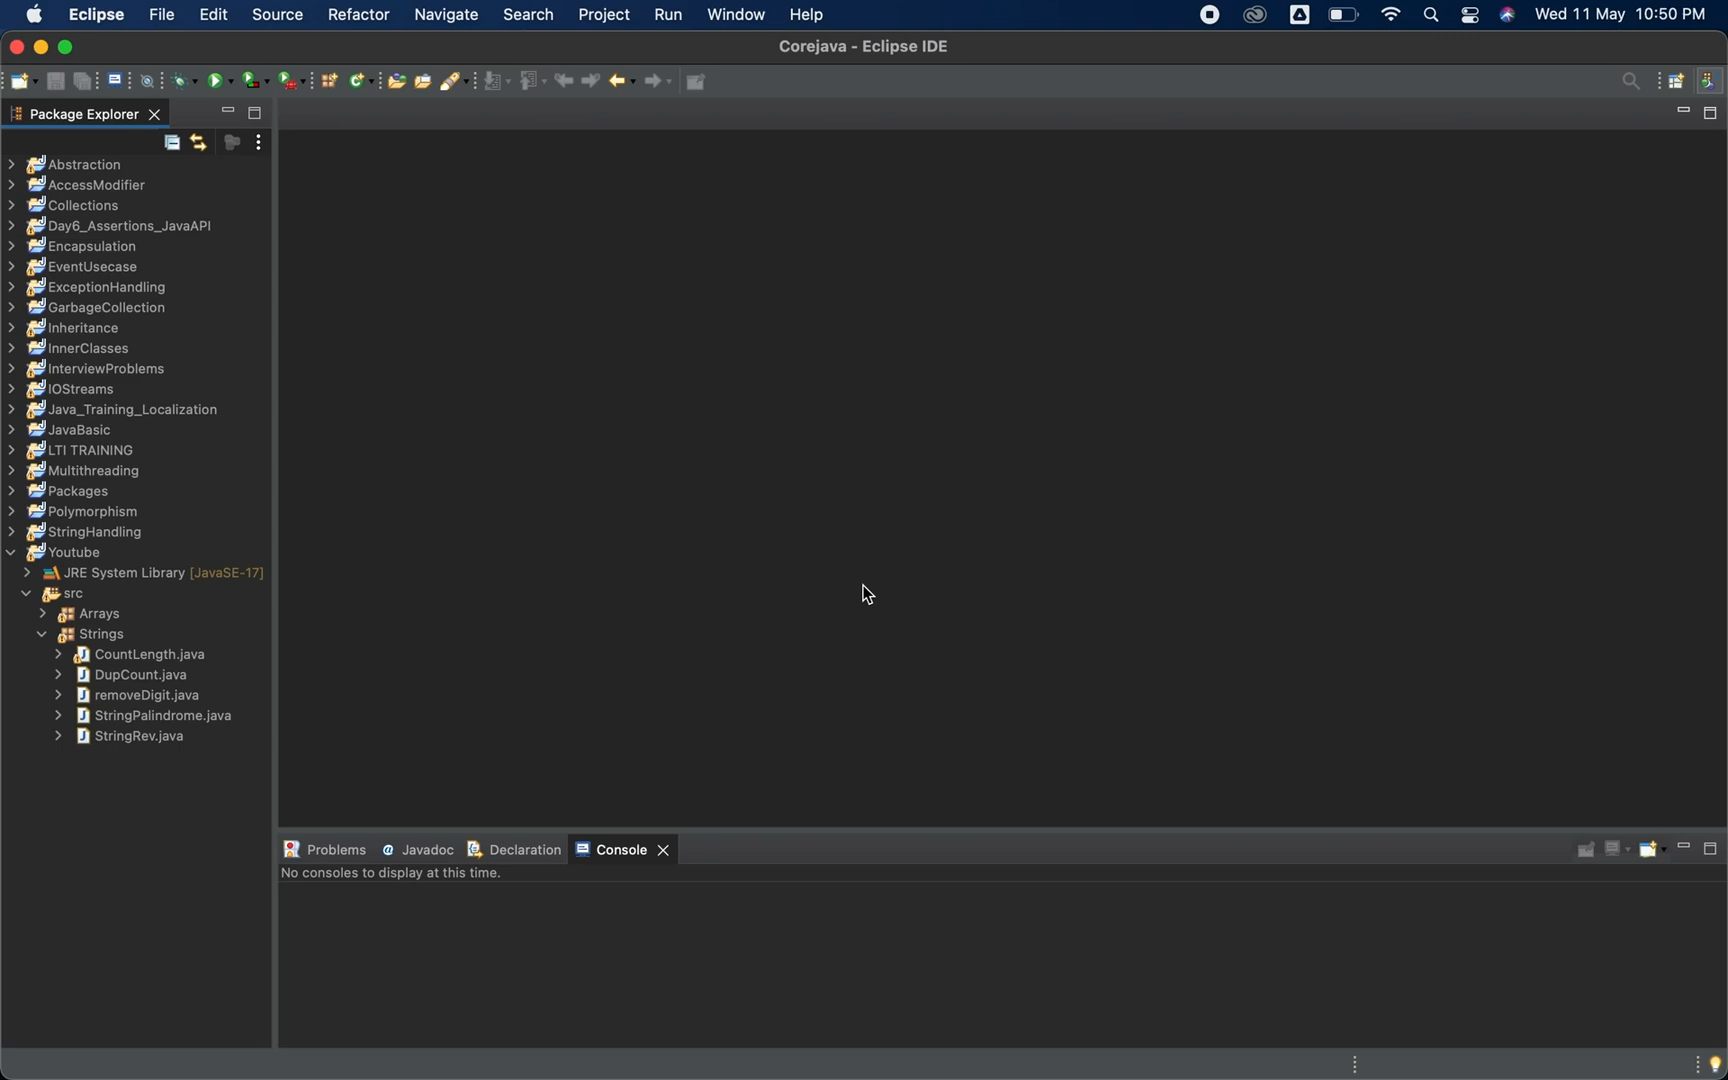 Eclipse File Edit Source Refactor Navigate Search Project Run Window Help Wed 11 May 10:50 PM
Corejava - Eclipse IDE
Package Explorer
Abstraction
AccessModifier
Collections
Day6_Assertions_JavaAPI
Encapsulation
EventUsecase
ExceptionHandling
GarbageCollection
Inheritance
InnerClasses
InterviewProblems
IOStreams
Java_Training_Localization
JavaBasic
LTI TRAINING
Multithreading
Packages
Polymorphism
StringHandling
Youtube
JRE System Library [JavaSE-17]
src
Arrays
Strings
CountLength.java
DupCount.java
removeDigit.java
StringPalindrome.java
StringRev.java
Problems Javadoc Declaration Console
No consoles to display at this time.